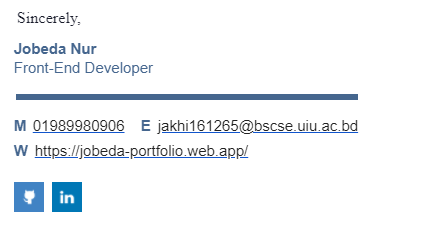 Sincerely,
Jobeda Nur
Front-End Developer
M 01989980906 E jakhi161265@bscse.uiu.ac.bd
W https://jobeda-portfolio.web.app/
in